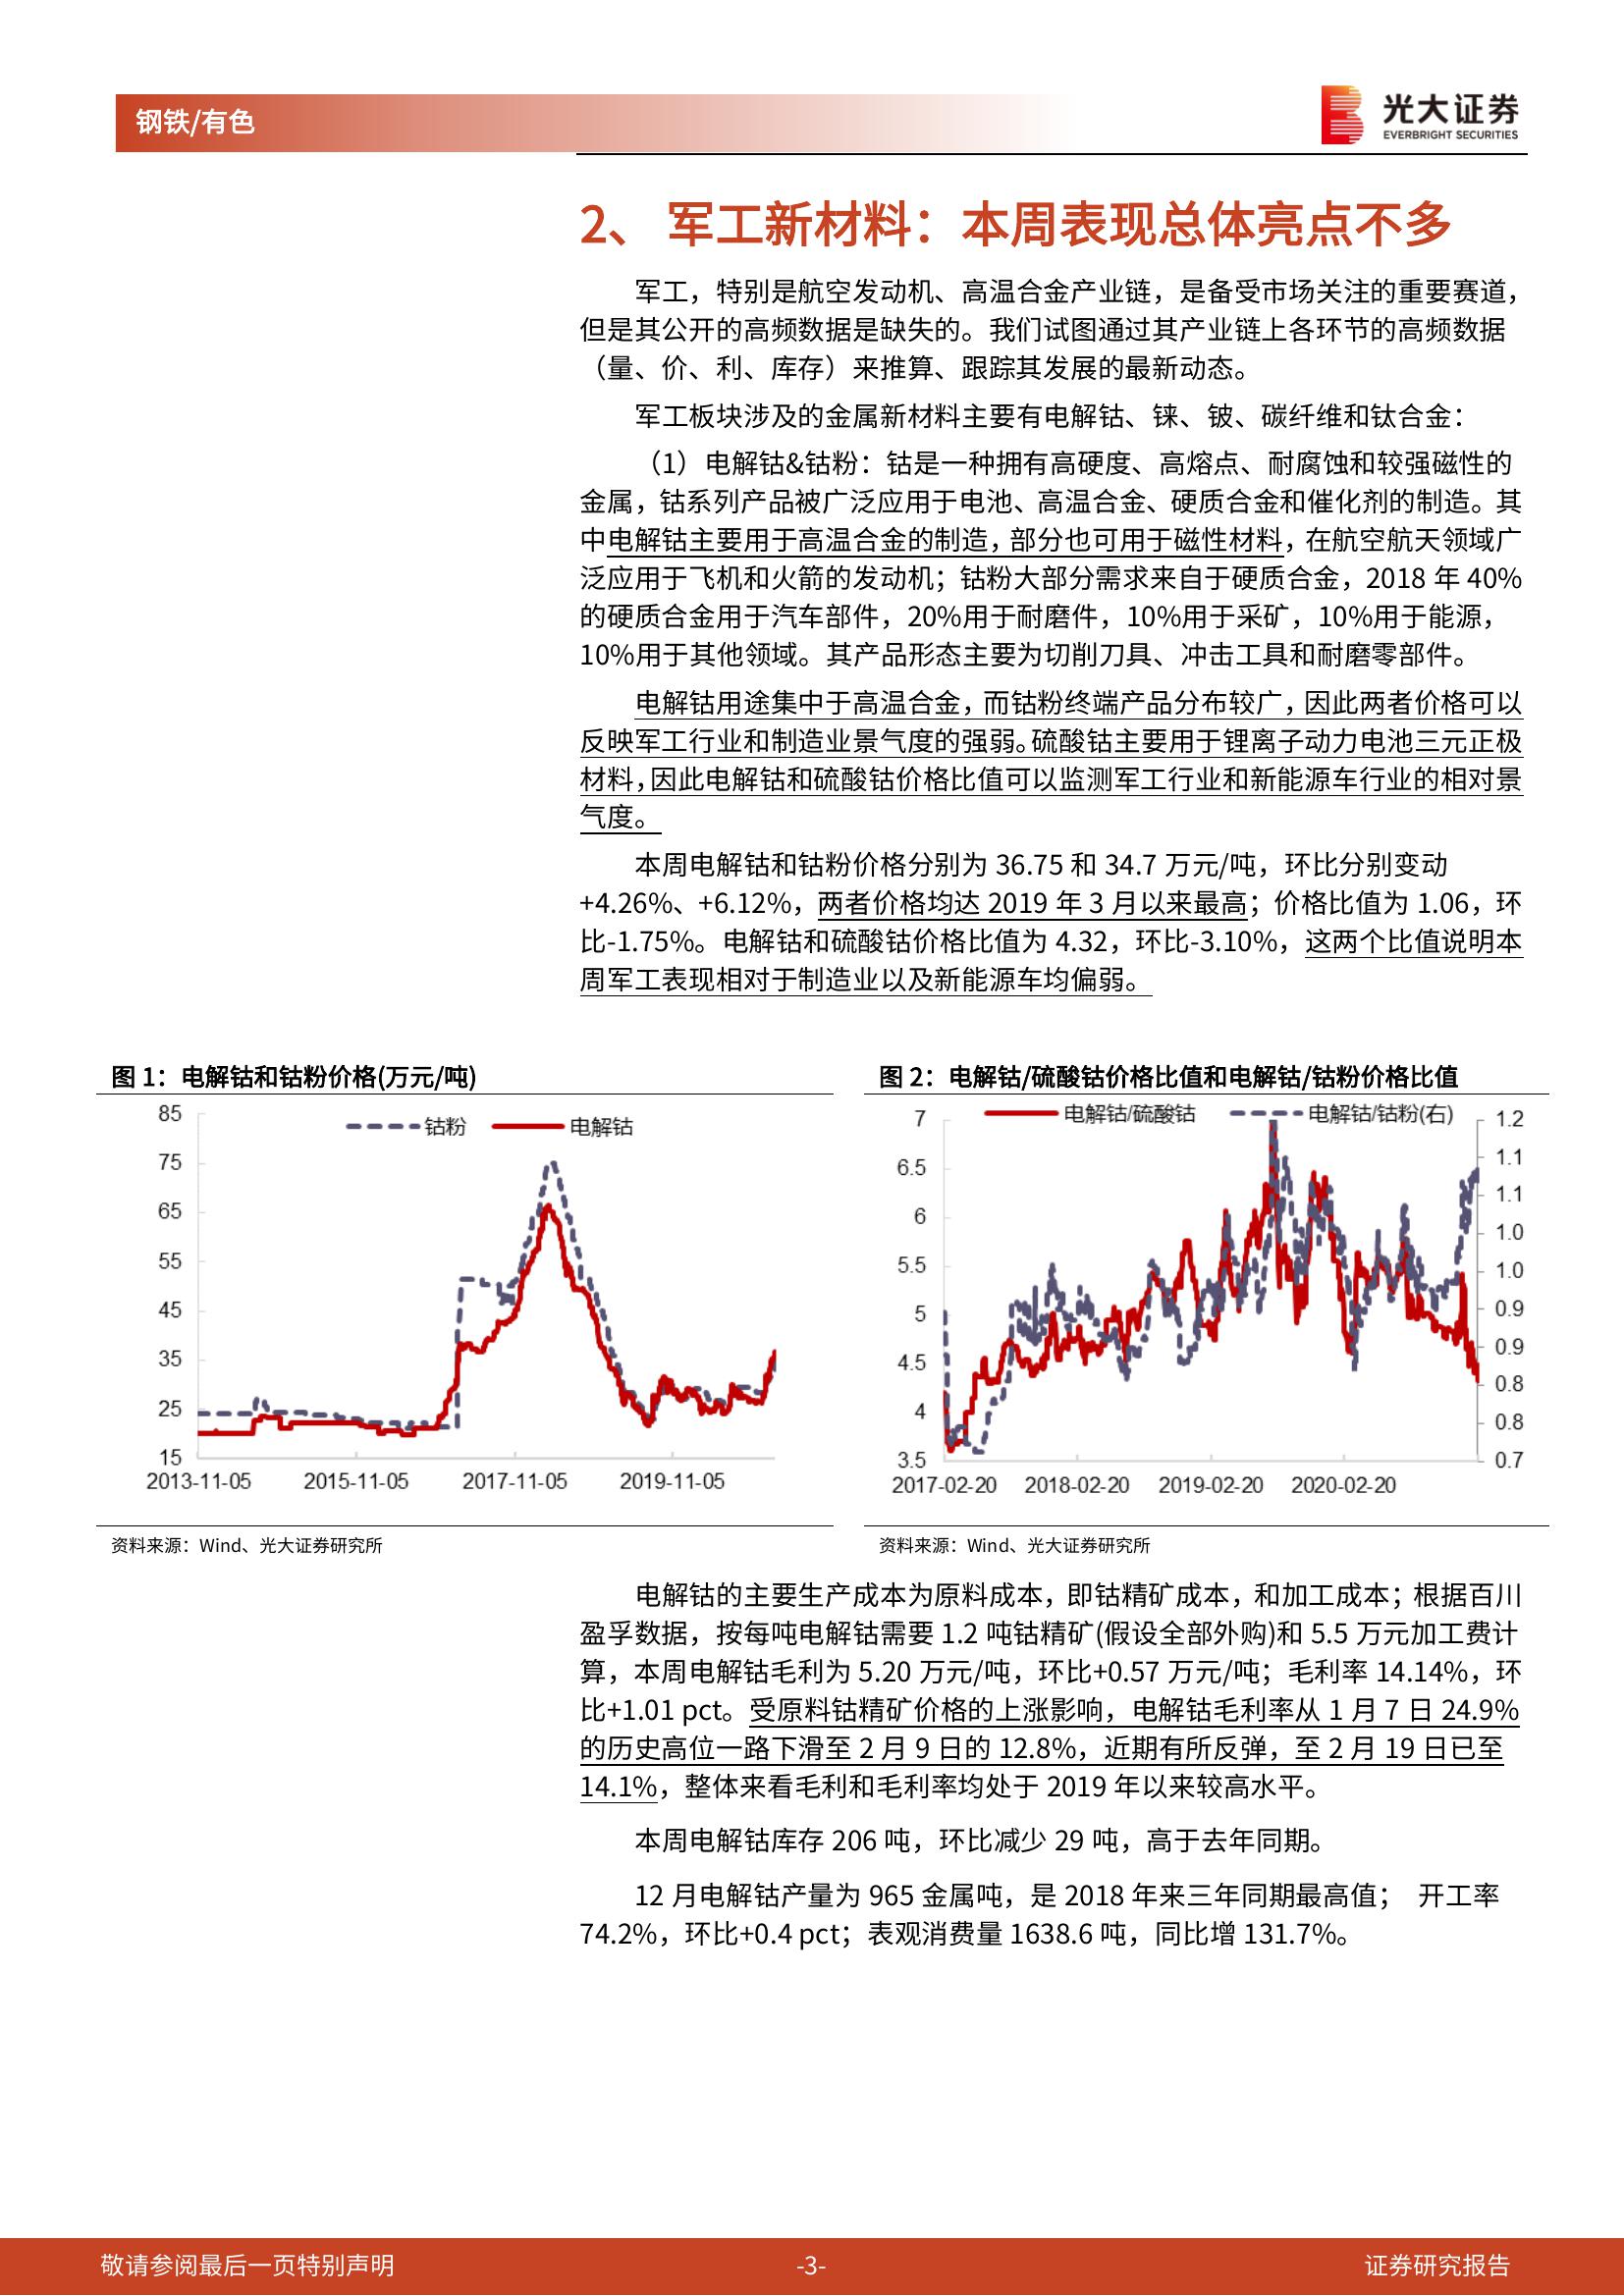 钢铁/有色
光大证券
EVERBRIGHT SECURITIES
2、 军工新材料：本周表现总体亮点不多
军工，特别是航空发动机、高温合金产业链，是备受市场关注的重要赛道，
但是其公开的高频数据是缺失的。我们试图通过其产业链上各环节的高频数据
（量、价、利、库存）来推算、跟踪其发展的最新动态。
军工板块涉及的金属新材料主要有电解钴、铼、铍、碳纤维和钛合金：
（1）电解钴&钴粉：钴是一种拥有高硬度、高熔点、耐腐蚀和较强磁性的
金属，钴系列产品被广泛应用于电池、高温合金、硬质合金和催化剂的制造。其
中电解钴主要用于高温合金的制造，部分也可用于磁性材料，在航空航天领域广
泛应用于飞机和火箭的发动机；钴粉大部分需求来自于硬质合金，2018 年 40%
的硬质合金用于汽车部件，20%用于耐磨件，10%用于采矿，10%用于能源，
10%用于其他领域。其产品形态主要为切削刀具、冲击工具和耐磨零部件。
电解钴用途集中于高温合金，而钴粉终端产品分布较广，因此两者价格可以
反映军工行业和制造业景气度的强弱。硫酸钴主要用于锂离子动力电池三元正极
材料，因此电解钴和硫酸钴价格比值可以监测军工行业和新能源车行业的相对景
气度。
本周电解钴和钴粉价格分别为 36.75 和 34.7 万元/吨，环比分别变动
+4.26%、+6.12%，两者价格均达 2019 年 3 月以来最高；价格比值为 1.06，环
比-1.75%。电解钴和硫酸钴价格比值为 4.32，环比-3.10%，这两个比值说明本
周军工表现相对于制造业以及新能源车均偏弱。
图 1：电解钴和钴粉价格(万元/吨)
钴粉 电解钴
85
75
65
55
45
35
25
15
2013-11-05 2015-11-05 2017-11-05 2019-11-05
资料来源：Wind、光大证券研究所
图 2：电解钴/硫酸钴价格比值和电解钴/钴粉价格比值
电解钴/硫酸钴 电解钴/钴粉(右)
7
6.5
6
5.5
5
4.5
4
3.5
1.2
1.1
1.1
1.0
1.0
0.9
0.9
0.8
0.8
0.7
2017-02-20 2018-02-20 2019-02-20 2020-02-20
资料来源：Wind、光大证券研究所
电解钴的主要生产成本为原料成本，即钴精矿成本，和加工成本；根据百川
盈孚数据，按每吨电解钴需要 1.2 吨钴精矿(假设全部外购)和 5.5 万元加工费计
算，本周电解钴毛利为 5.20 万元/吨，环比+0.57 万元/吨；毛利率 14.14%，环
比+1.01 pct。受原料钴精矿价格的上涨影响，电解钴毛利率从 1 月 7 日 24.9%
的历史高位一路下滑至 2 月 9 日的 12.8%，近期有所反弹，至 2 月 19 日已至
14.1%，整体来看毛利和毛利率均处于 2019 年以来较高水平。
本周电解钴库存 206 吨，环比减少 29 吨，高于去年同期。
12 月电解钴产量为 965 金属吨，是 2018 年来三年同期最高值； 开工率
74.2%，环比+0.4 pct；表观消费量 1638.6 吨，同比增 131.7%。
敬请参阅最后一页特别声明
-3-
证券研究报告